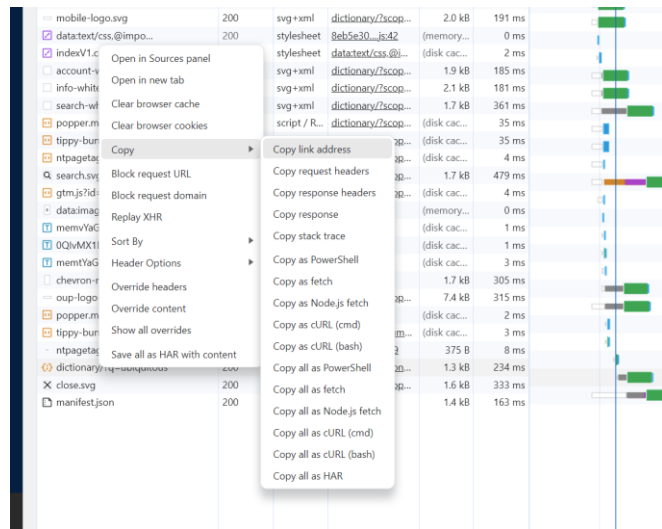 mobile-logo.svg 200 svg+xml dictionary/?scop... 2.0 kB 191 ms
data:text/css,@impo... 200 stylesheet 8eb5e30....js:42 (memory... 0 ms
indexV1.c stylesheet data:text/css,@i... (disk cac... 2 ms
account-v svg+xml dictionary/?scop... 1.9 kB 185 ms
info-white svg+xml dictionary/?scop... 2.1 kB 181 ms
search-wh svg+xml dictionary/?scop... 1.7 kB 361 ms
popper.m script / R... dictionary/?scop... (disk cac... 35 ms
tippy-bun (disk cac... 35 ms
ntpagetag (disk cac... 4 ms
search.svg 1.7 kB 479 ms
gtm.js?id= (disk cac... 4 ms
data:imag (memory... 0 ms
memvYaG (disk cac... 1 ms
(disk cac... 1 ms
memtYaG (disk cac... 3 ms
chevron-r 1.7 kB 305 ms
oup-logo 7.4 kB 315 ms
popper.m (disk cac... 2 ms
tippy-bun (disk cac... 3 ms
ntpagetag 375 B 8 ms
dictionary/?q=ubiquitous 200 1.3 kB 234 ms
close.svg 200 1.6 kB 333 ms
manifest.json 200 1.4 kB 163 ms
Open in Sources panel
Open in new tab
Clear browser cache
Clear browser cookies
Copy
Block request URL
Block request domain
Replay XHR
Sort By
Header Options
Override headers
Override content
Show all overrides
Save all as HAR with content
Copy link address
Copy request headers
Copy response headers
Copy response
Copy stack trace
Copy as PowerShell
Copy as fetch
Copy as Node.js fetch
Copy as cURL (cmd)
Copy as cURL (bash)
Copy all as PowerShell
Copy all as fetch
Copy all as Node.js fetch
Copy all as cURL (cmd)
Copy all as cURL (bash)
Copy all as HAR